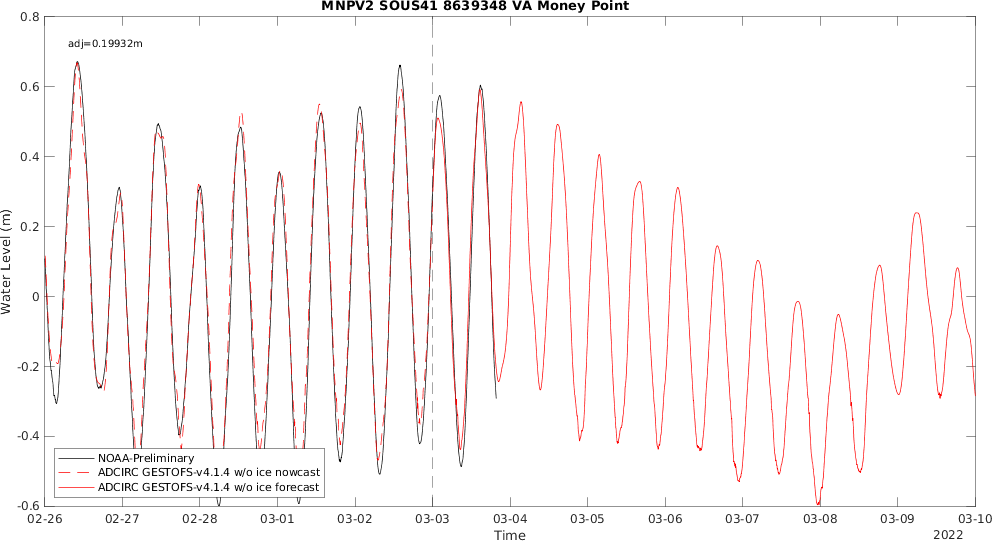 MNPV2 SOUS41 8639348 VA Money Point
adj=0.19932m
Water Level (m)
0.8
0.6
0.4
0.2
0
-0.2
-0.4
-0.6
NOAA-Preliminary
ADCIRC GESTOFS-v4.1.4 w/o ice nowcast
ADCIRC GESTOFS-v4.1.4 w/o ice forecast
02-26 02-27 02-28 03-01 03-02 03-03 03-04 03-05 03-06 03-07 03-08 03-09 03-10
Time
2022